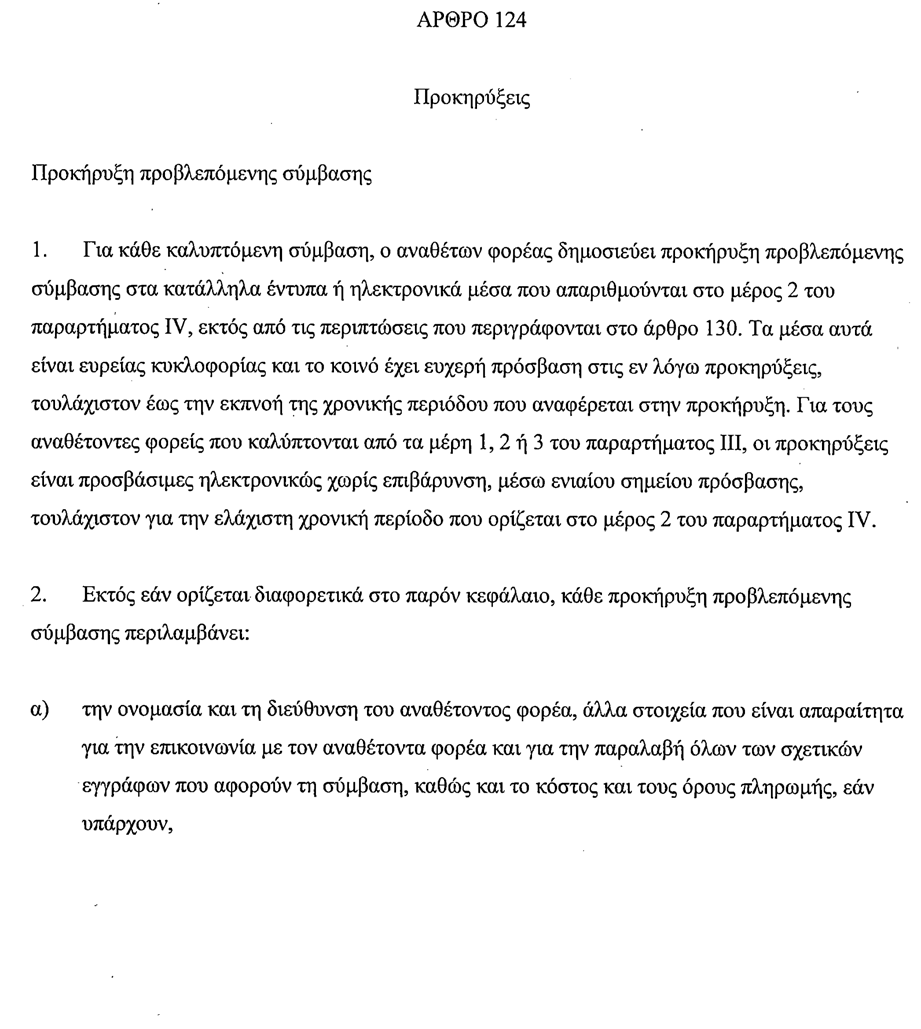 ΑΡΘΡΟ 124
Προκηρύξεις
Προκήρυξη προβλεπόμενης σύμβασης
1. Για κάθε καλυπτόμενη σύμβαση, ο αναθέτων φορέας δημοσιεύει προκήρυξη προβλεπόμενης
σύμβασης στα κατάλληλα έντυπα ή ηλεκτρονικά μέσα που απαριθμούνται στο μέρος 2 του
παραρτήματος IV, εκτός από τις περιπτώσεις που περιγράφονται στο άρθρο 130. Τα μέσα αυτά
είναι ευρείας κυκλοφορίας και το κοινό έχει ευχερή πρόσβαση στις εν λόγω προκηρύξεις,
τουλάχιστον έως την εκπνοή της χρονικής περιόδου που αναφέρεται στην προκήρυξη. Για τους
αναθέτοντες φορείς που καλύπτονται από τα μέρη 1, 2 ή 3 του παραρτήματος III, οι προκηρύξεις
είναι προσβάσιμες ηλεκτρονικώς χωρίς επιβάρυνση, μέσω ενιαίου σημείου πρόσβασης,
τουλάχιστον για την ελάχιστη χρονική περίοδο που ορίζεται στο μέρος 2 του παραρτήματος IV.
2. Εκτός εάν ορίζεται διαφορετικά στο παρόν κεφάλαιο, κάθε προκήρυξη προβλεπόμενης
σύμβασης περιλαμβάνει:
α) την ονομασία και τη διεύθυνση του αναθέτοντος φορέα, άλλα στοιχεία που είναι απαραίτητα
για την επικοινωνία με τον αναθέτοντα φορέα και για την παραλαβή όλων των σχετικών
εγγράφων που αφορούν τη σύμβαση, καθώς και το κόστος και τους όρους πληρωμής, εάν
υπάρχουν,